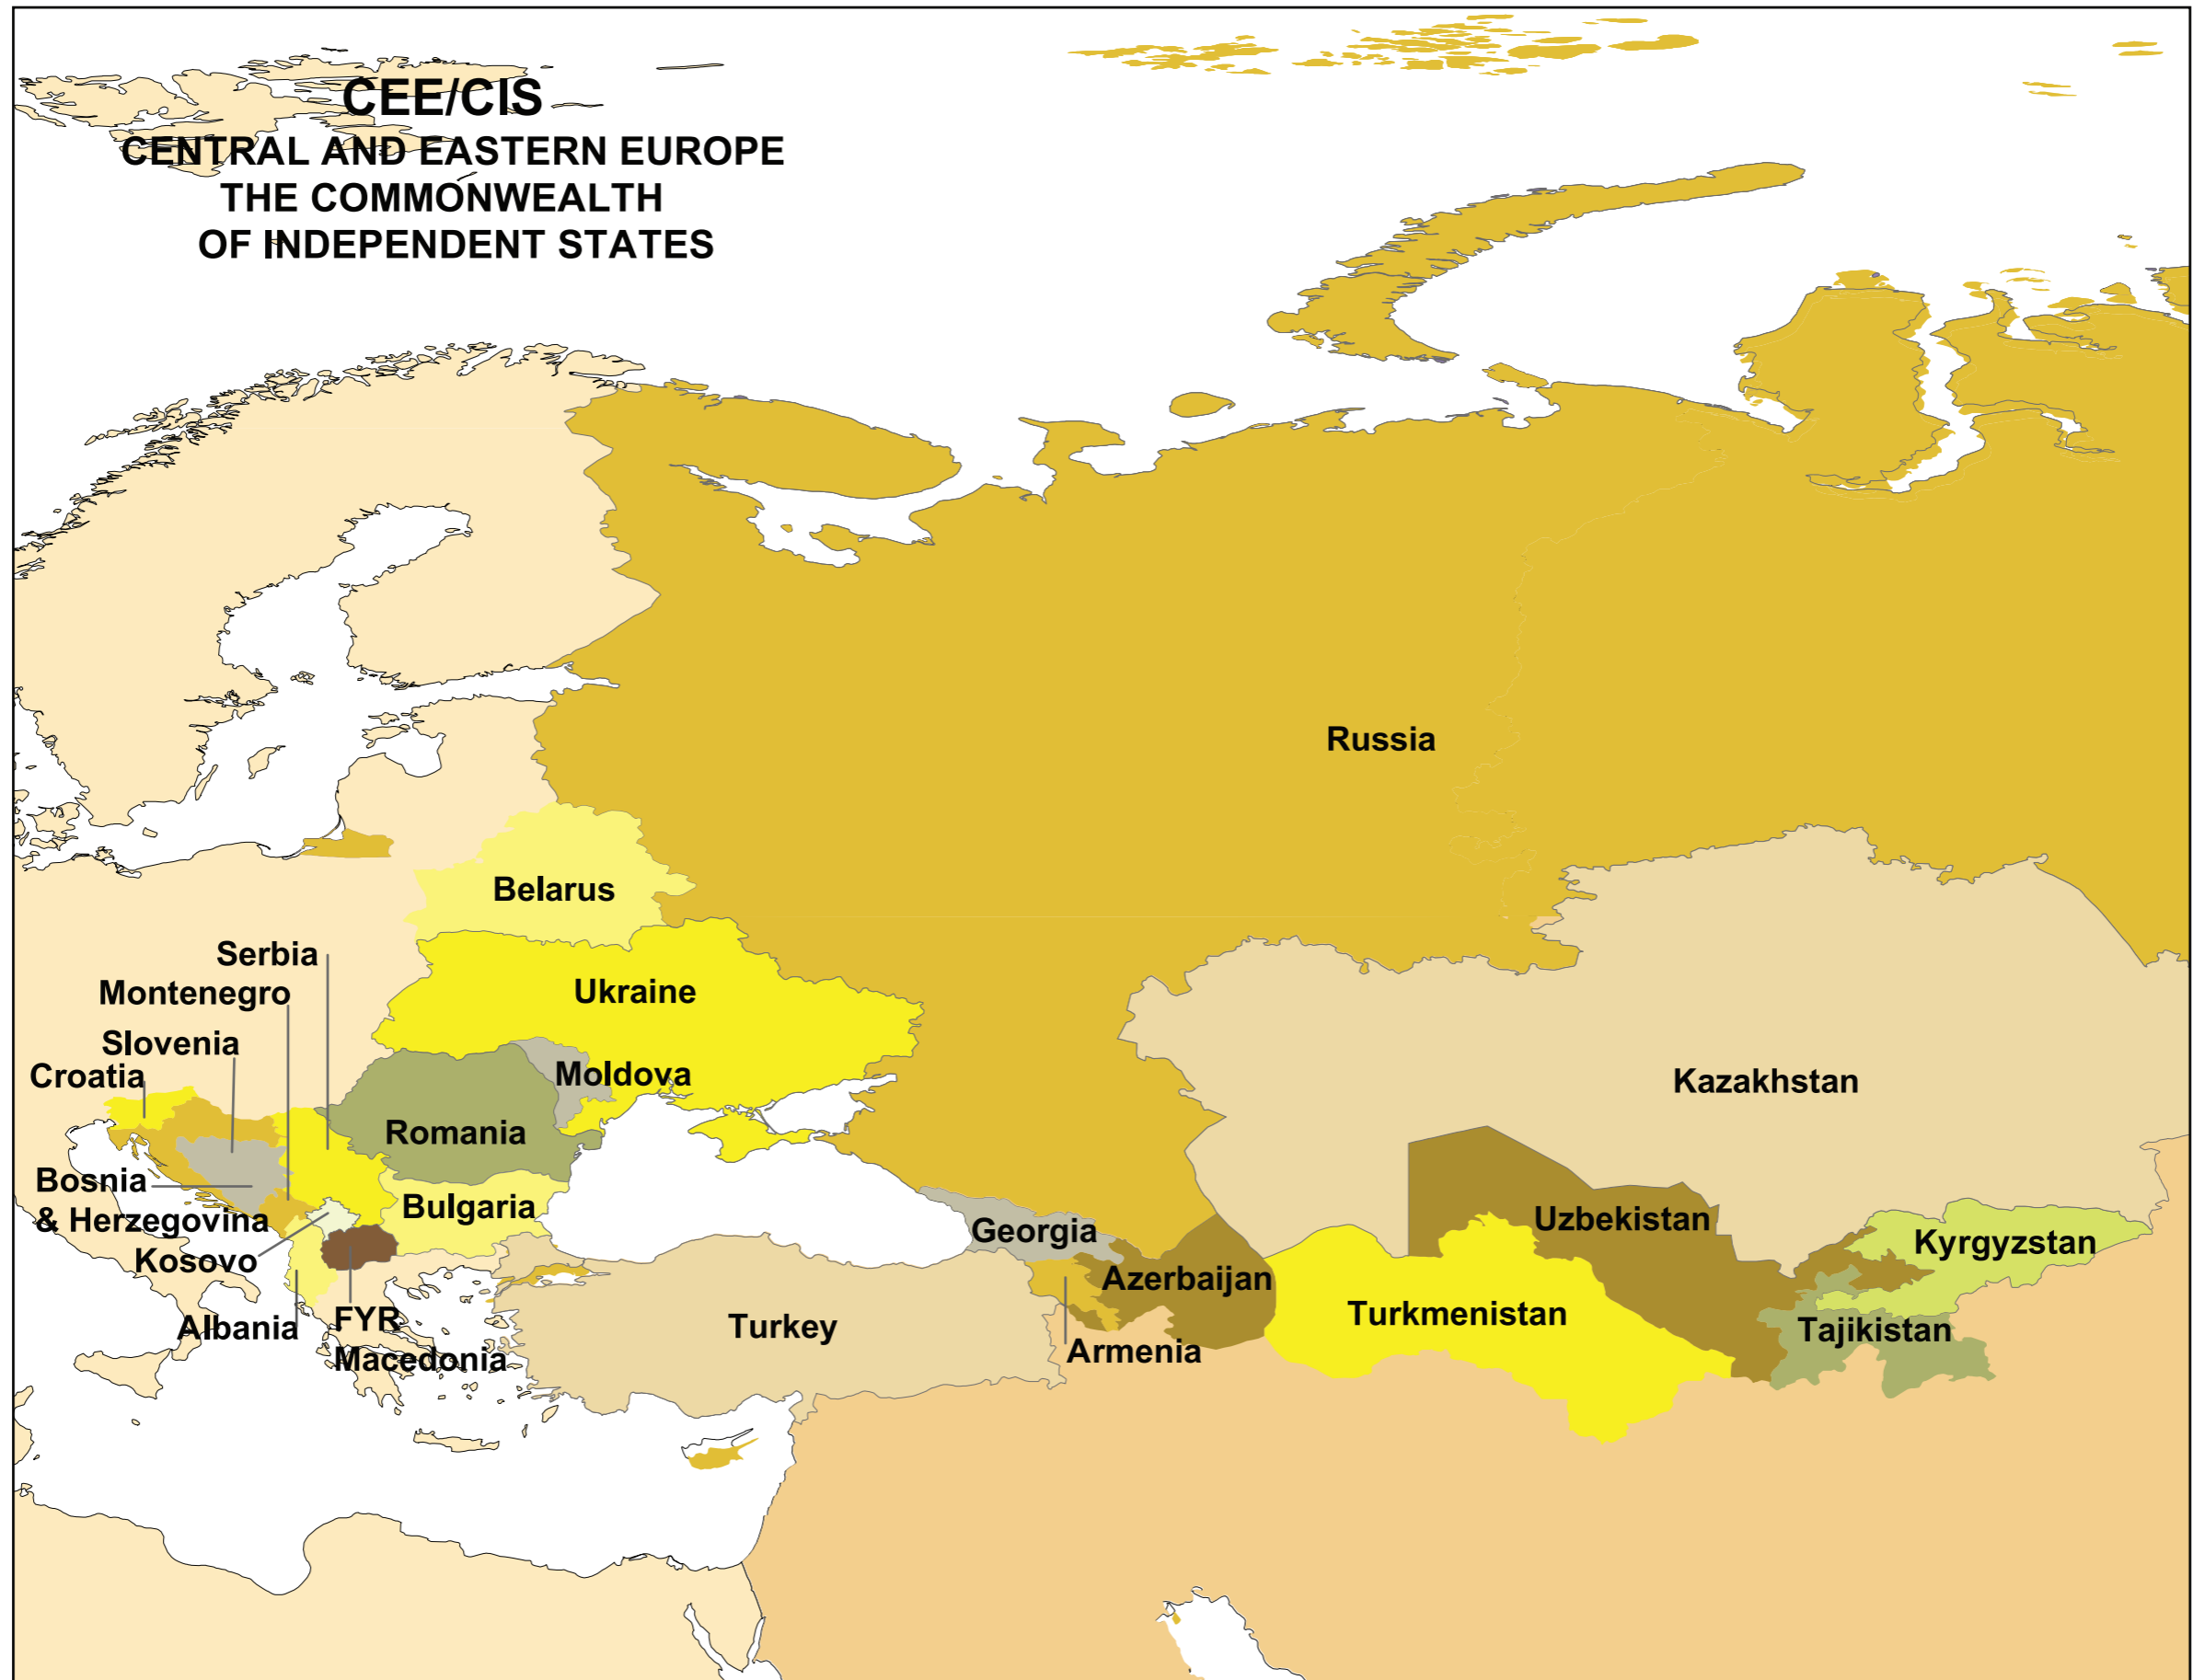 CEE/CIS
CENTRAL AND EASTERN EUROPE
THE COMMONWEALTH
OF INDEPENDENT STATES
Russia
Belarus
Serbia
Ukraine
Montenegro
Slovenia
Croatia
Moldova
Kazakhstan
Romania
Bosnia
& Herzegovina
Bulgaria
Uzbekistan
Georgia
Kyrgyzstan
Kosovo
Azerbaijan
Turkmenistan
Albania
FYR
Macedonia
Turkey
Tajikistan
Armenia